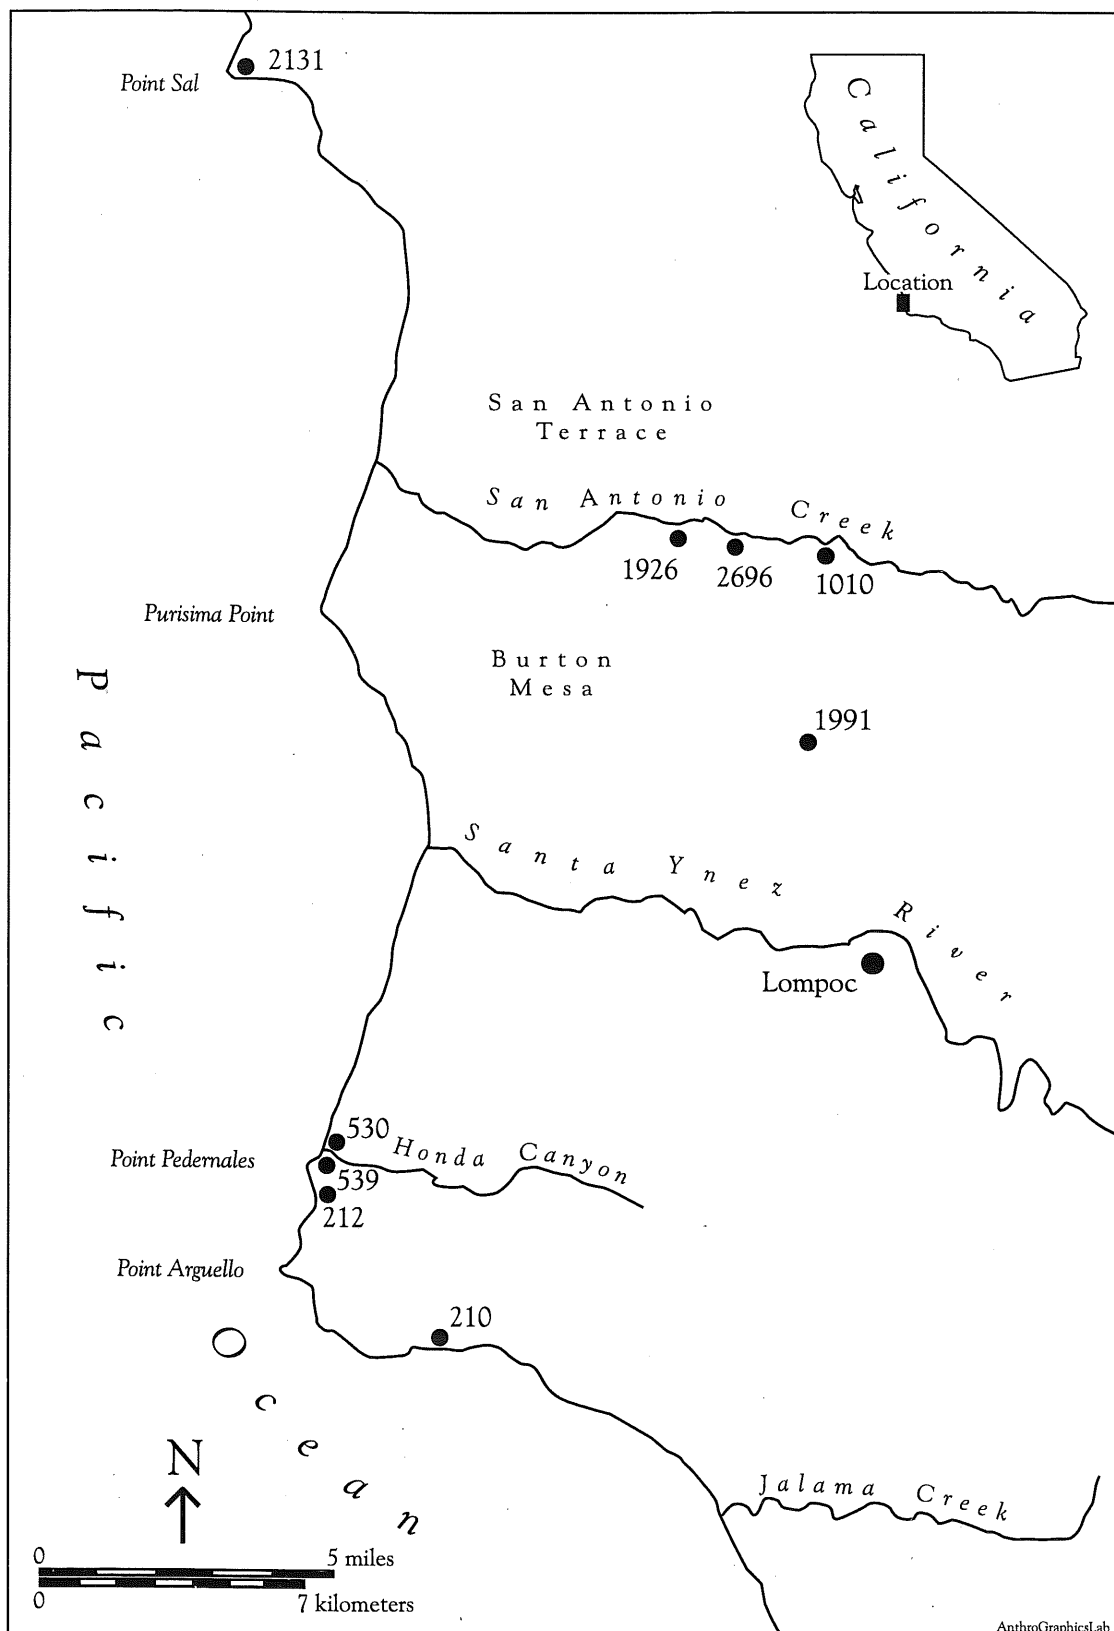 2131
Point Sal
California
Location
San Antonio
Terrace
San Antonio Creek
1926
2696
1010
Purisima Point
Burton
Mesa
1991
Pacific
Santa Ynez River
Lompoc
530
Honda Canyon
Point Pedernales
539
212
Point Arguello
210
Ocean
N
Jalama Creek
0
5 miles
0
7 kilometers
AnthroGraphicsLab